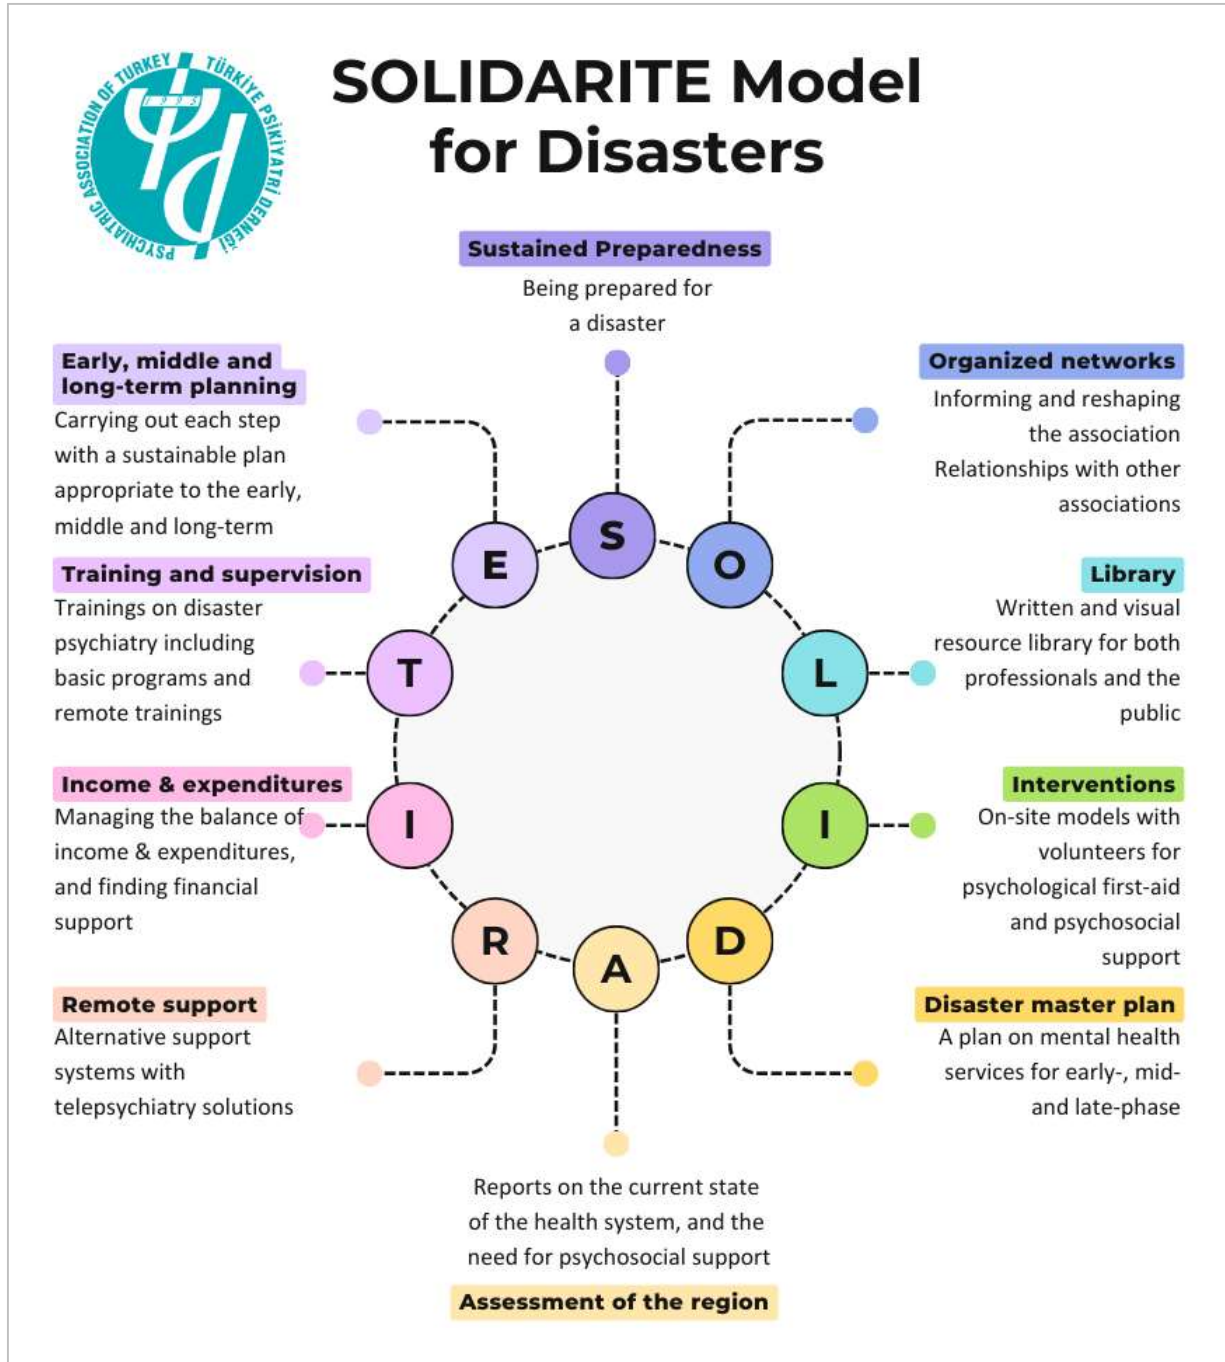 PSYCHIATRIC ASSOCIATION OF TURKEY
TÜRKİYE PSİKİYATRİ DERNEĞİ
1995
SOLIDARITE Model
for Disasters
Sustained Preparedness
Being prepared for
a disaster
Organized networks
Informing and reshaping
the association
Relationships with other
associations
Library
Written and visual
resource library for both
professionals and the
public
Interventions
On-site models with
volunteers for
psychological first-aid
and psychosocial
support
Disaster master plan
A plan on mental health
services for early-, mid-
and late-phase
Reports on the current state
of the health system, and the
need for psychosocial support
Assessment of the region
Remote support
Alternative support
systems with
telepsychiatry solutions
Income & expenditures
Managing the balance of
income & expenditures,
and finding financial
support
Training and supervision
Trainings on disaster
psychiatry including
basic programs and
remote trainings
Early, middle and
long-term planning
Carrying out each step
with a sustainable plan
appropriate to the early,
middle and long-term
S
O
L
I
D
A
R
I
T
E